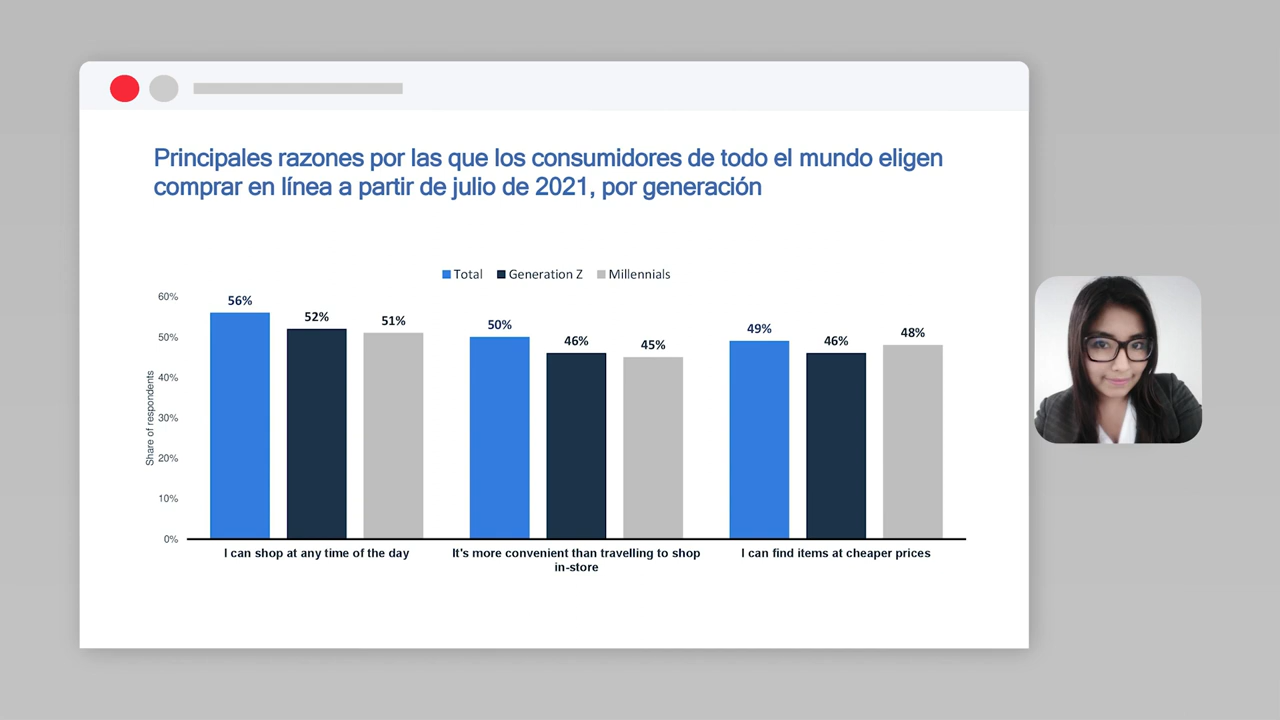 Principales razones por las que los consumidores de todo el mundo eligen
comprar en línea a partir de julio de 2021, por generación
Total Generation Z Millennials
60%
50%
40%
30%
20%
10%
0%
Share of respondents
56% 52% 51%
50% 46% 45%
49% 46% 48%
I can shop at any time of the day
It's more convenient than travelling to shop
in-store
I can find items at cheaper prices